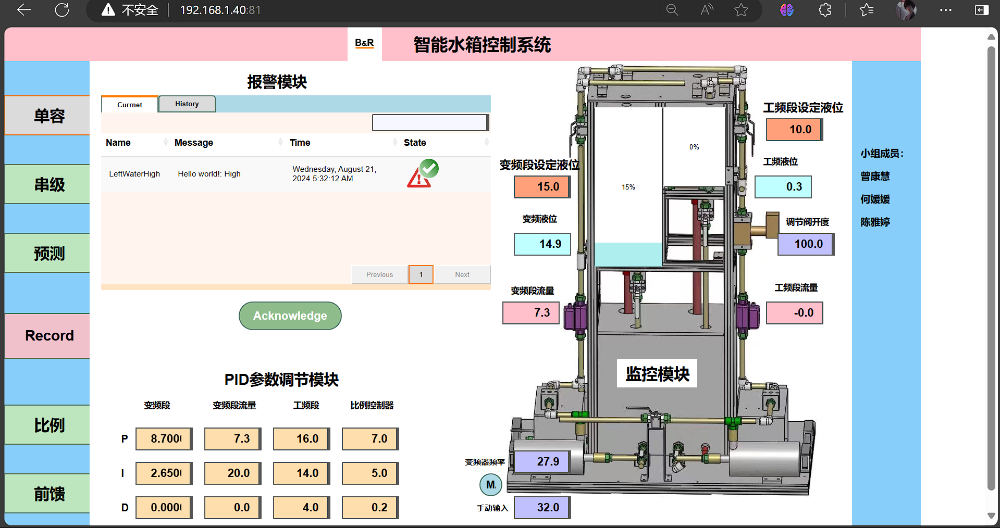 不安全 192.168.1.40:81
B&R 智能水箱控制系统
单容
串级
预测
Record
比例
前馈
报警模块
Currnet History
Name Message Time State
LeftWaterHigh Hello world!: High Wednesday, August 21,
2024 5:32:12 AM
Previous 1 Next
Acknowledge
PID参数调节模块
变频段 变频段流量 工频段 比例控制器
P 8.700 7.3 16.0 7.0
I 2.650 20.0 14.0 5.0
D 0.000 0.0 4.0 0.2
变频段设定液位
15.0
变频液位
14.9
变频段流量
7.3
15%
0%
工频段设定液位
10.0
工频液位
0.3
调节阀开度
100.0
工频段流量
-0.0
监控模块
变频器频率 27.9
M
手动输入 32.0
小组成员：
曾康慧
何媛媛
陈雅婷